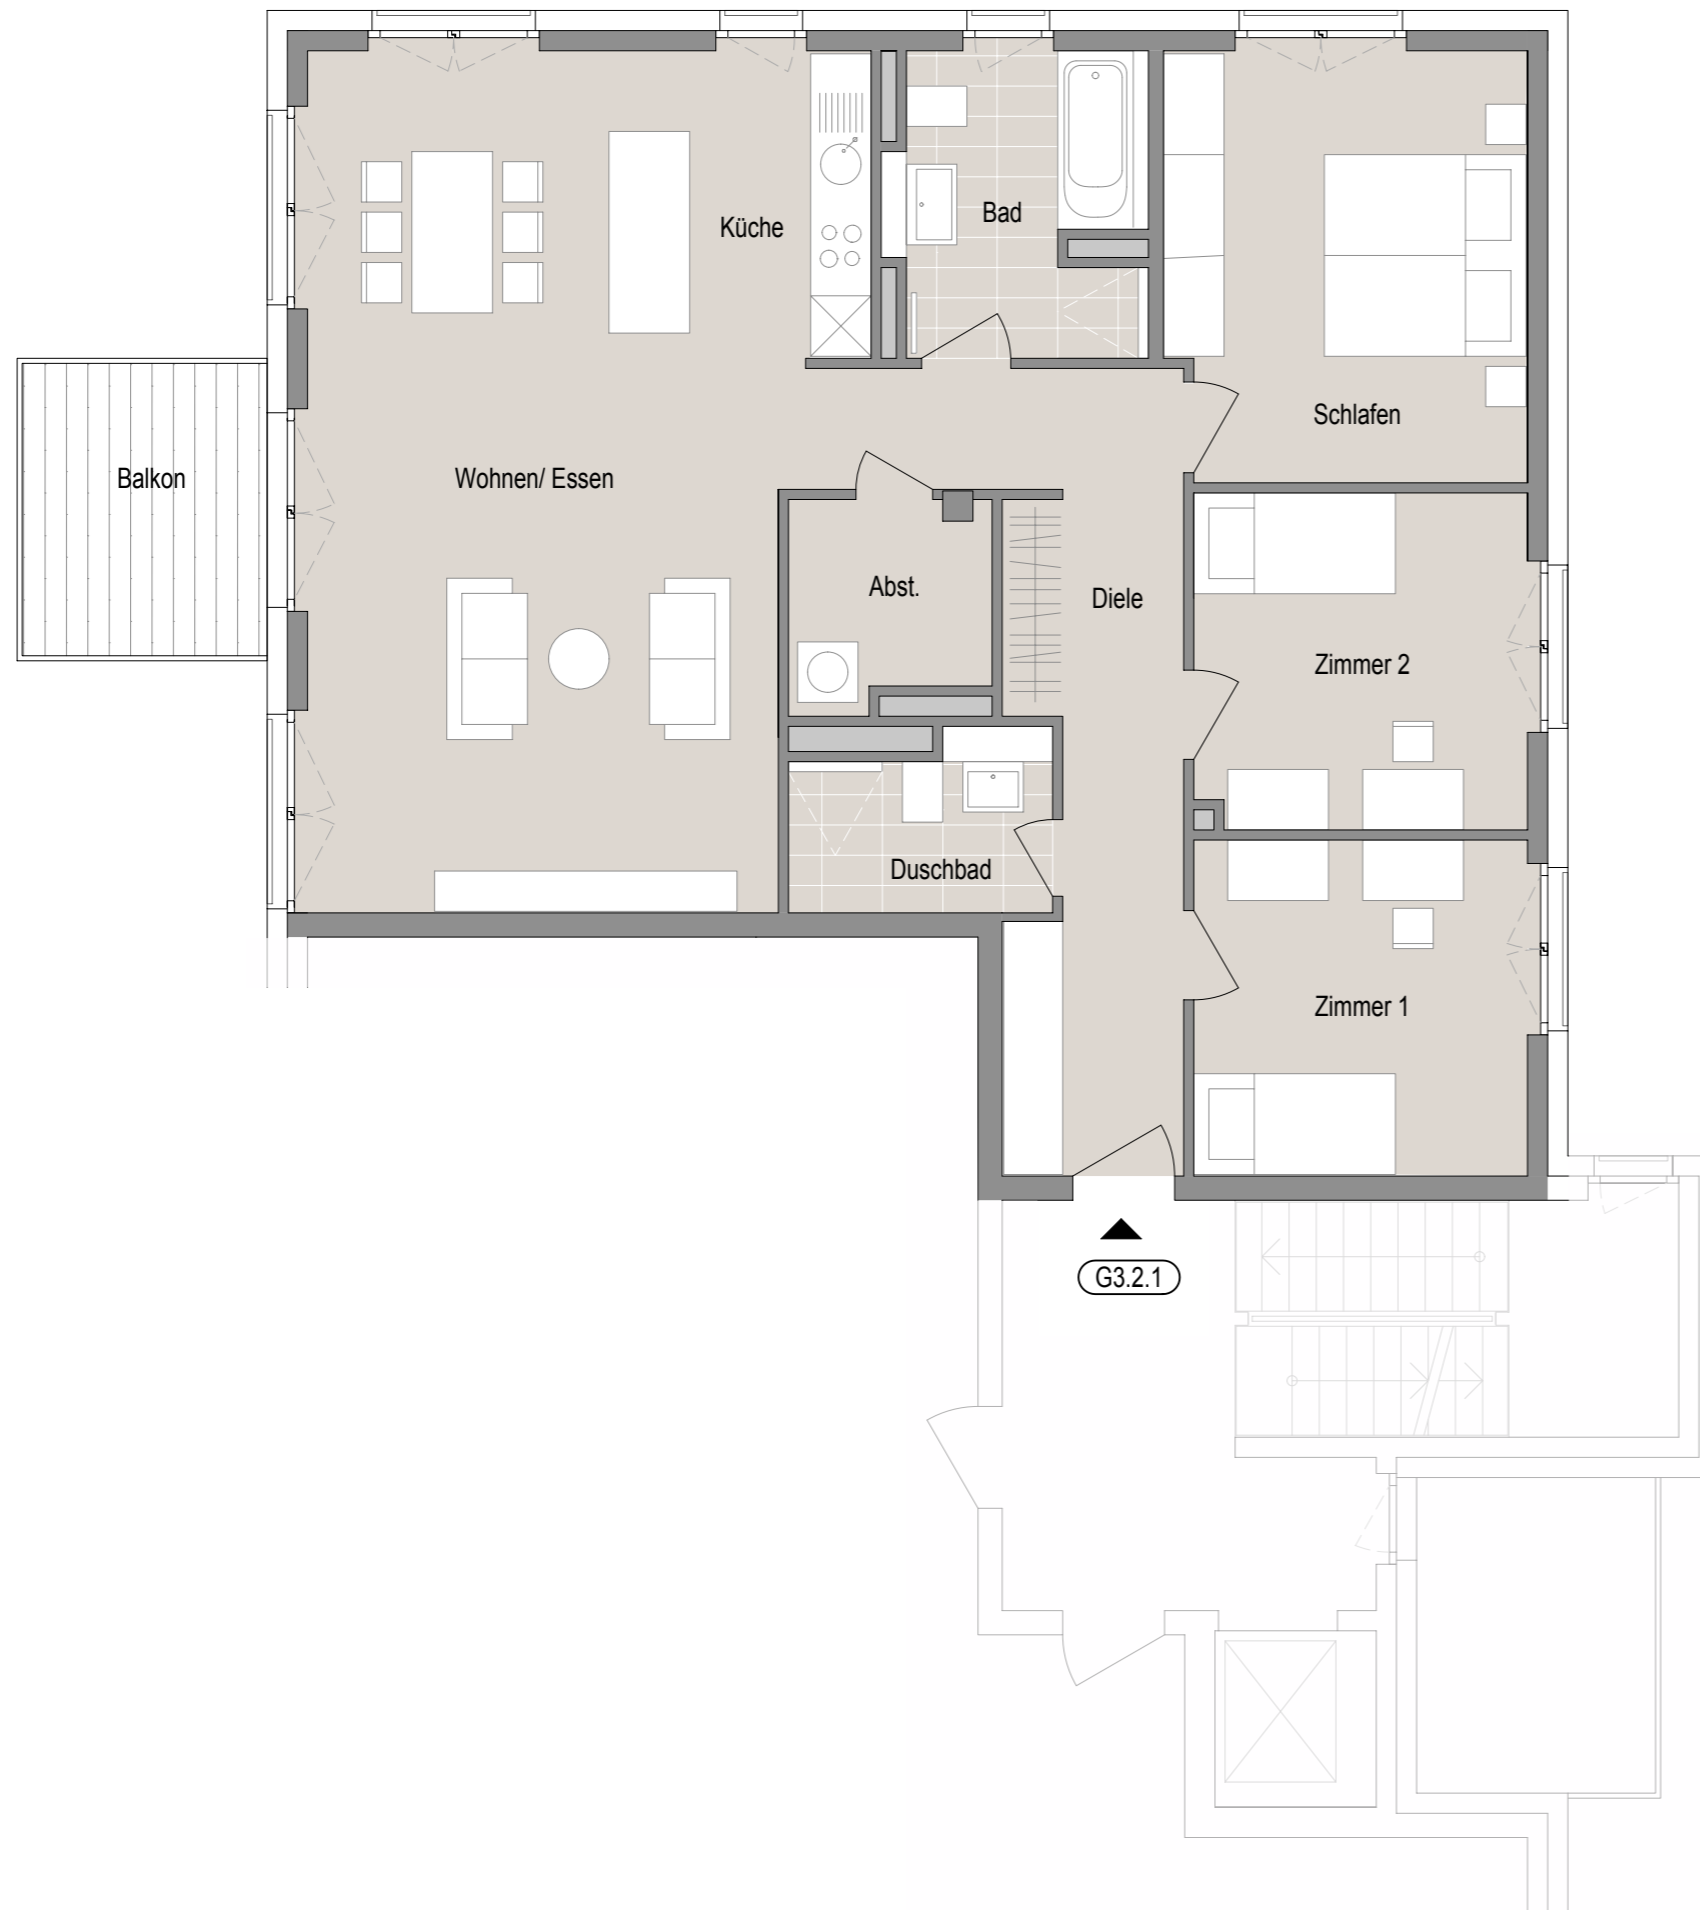 Küche
Bad
Schlafen
Balkon
Wohnen/ Essen
Abst.
Diele
Zimmer 2
Duschbad
Zimmer 1
G3.2.1